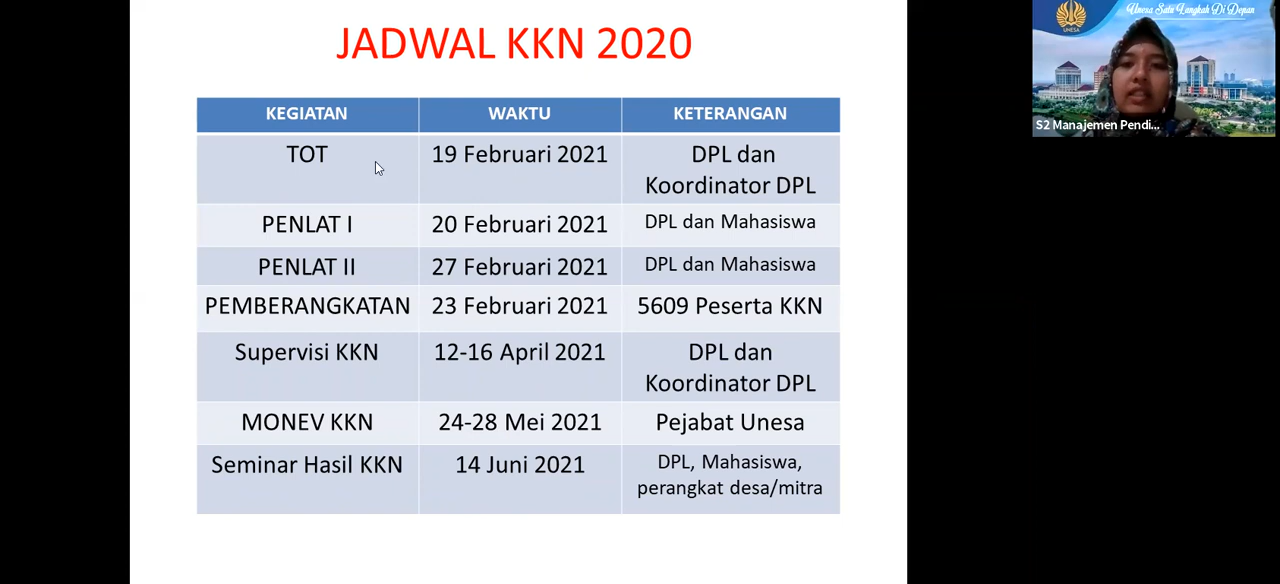 JADWAL KKN 2020
KEGIATAN WAKTU KETERANGAN
TOT 19 Februari 2021 DPL dan
Koordinator DPL
PENLAT I 20 Februari 2021 DPL dan Mahasiswa
PENLAT II 27 Februari 2021 DPL dan Mahasiswa
PEMBERANGKATAN 23 Februari 2021 5609 Peserta KKN
Supervisi KKN 12-16 April 2021 DPL dan
Koordinator DPL
MONEV KKN 24-28 Mei 2021 Pejabat Unesa
Seminar Hasil KKN 14 Juni 2021 DPL, Mahasiswa,
perangkat desa/mitra
Unesa Satu Langkah Di Depan
UNESA
S2 Manajemen Pendi...